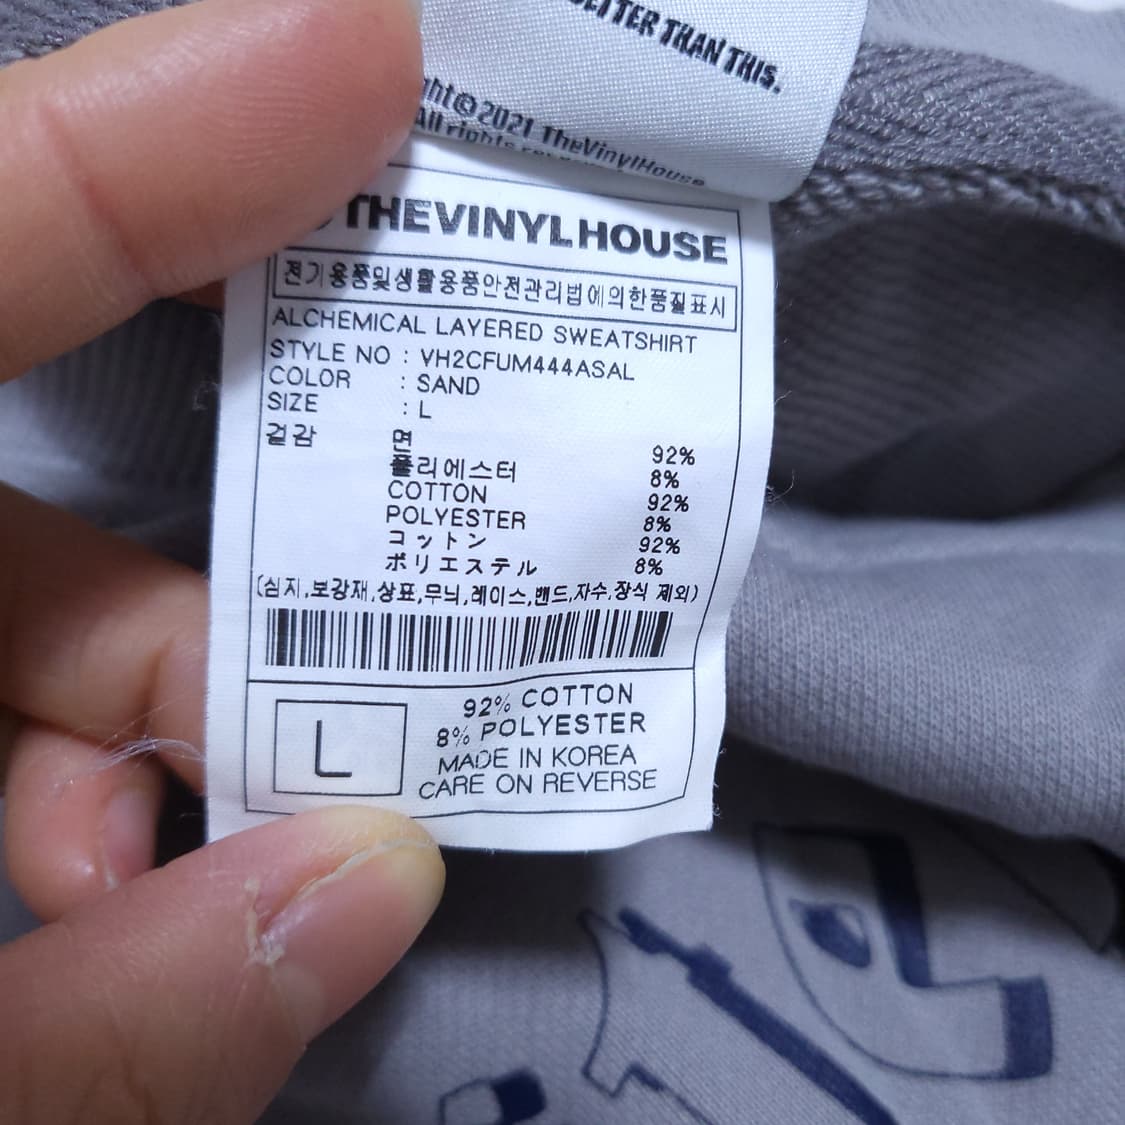 BETTER THAN THIS.
ght©2021 TheVinylHouse
All rights
THEVINYLHOUSE
전기용품및생활용품안전관리법에의한품질표시
ALCHEMICAL LAYERED SWEATSHIRT
STYLE NO : VH2CFUM444ASAL
COLOR : SAND
SIZE : L
겉감 면 92%
폴리에스터 8%
COTTON 92%
POLYESTER 8%
コットン 92%
ポリエステル 8%
(심지,보강재,상표,무늬,레이스,밴드,자수,장식 제외)
L
92% COTTON
8% POLYESTER
MADE IN KOREA
CARE ON REVERSE